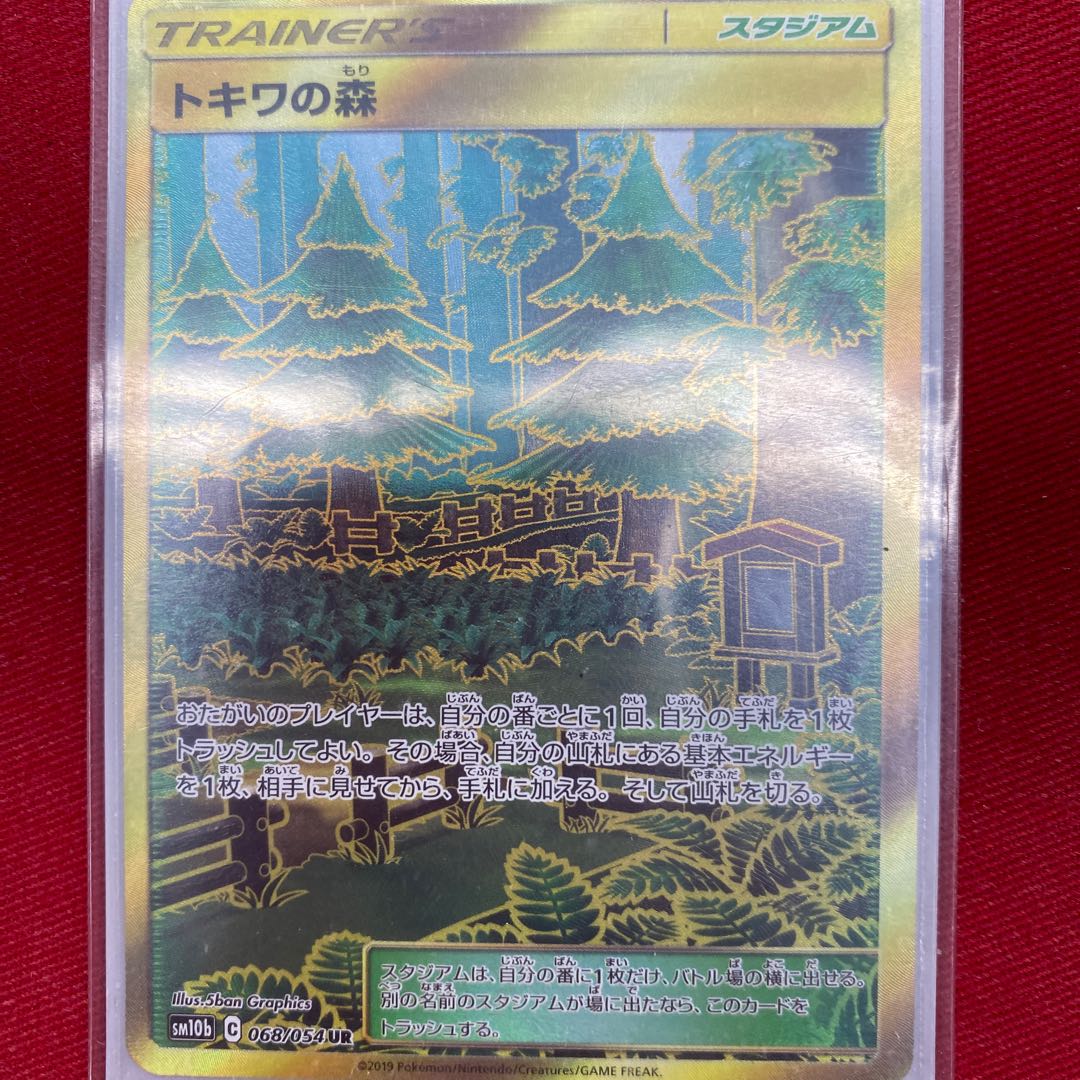 TRAINER'S
スタジアム
もり
トキワの森
じぶん ばん かい じぶん てふだ まい
おたがいのプレイヤーは、自分の番ごとに1回、自分の手札を1枚
ばあい じぶん やまふだ きほん
トラッシュしてよい。その場合、自分の山札にある基本エネルギー
まい あいて み てふだ くわ やまふだ き
を1枚、相手に見せてから、手札に加える。そして山札を切る。
じぶん ばん まい ば よこ だ
スタジアムは、自分の番に1枚だけ、バトル場の横に出せる。
べつ なまえ ば で
別の名前のスタジアムが場に出たなら、このカードを
トラッシュする。
Illus.5ban Graphics
sm10b C 068/054 UR
©2019 Pokémon/Nintendo/Creatures/GAME FREAK.